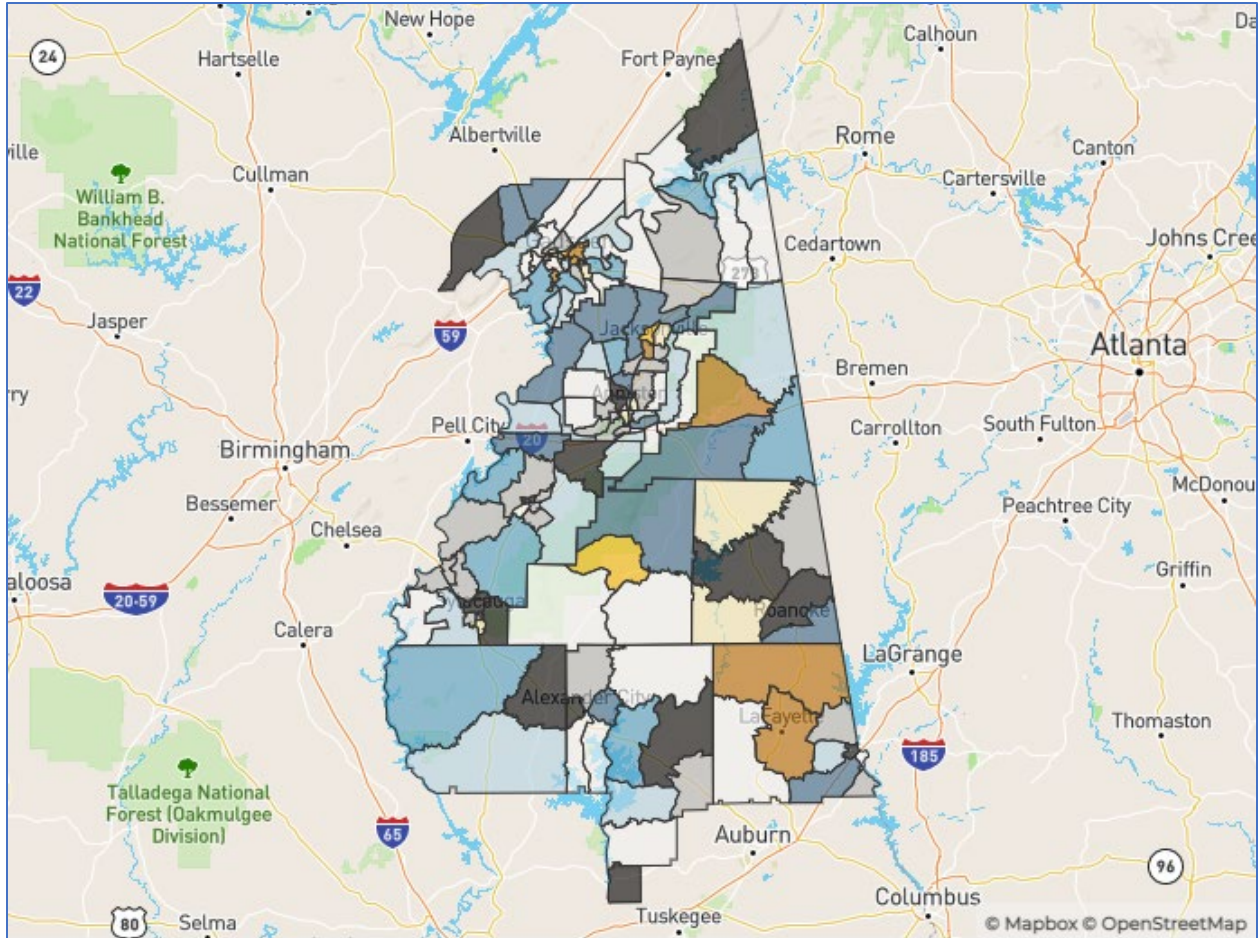 New Hope
Calhoun
24
Hartselle
Fort Payne
Albertville
Rome
Canton
ville
Cullman
Cartersville
William B.
Bankhead
National Forest
Gadsden
Cedartown
Johns Cree
278
22
Jasper
59
Jacksonville
Atlanta
Bremen
Anniston
ry
Pell City
20
Carrollton
South Fulton
Birmingham
Bessemer
Peachtree City
McDonou
Chelsea
aloosa
20-59
Griffin
Sylacauga
Roanoke
Calera
LaGrange
Alexander City
LaFayette
Thomaston
185
Talladega National
Forest (Oakmulgee
Division)
65
Auburn
96
Columbus
80
Selma
Tuskegee
© Mapbox © OpenStreetMap